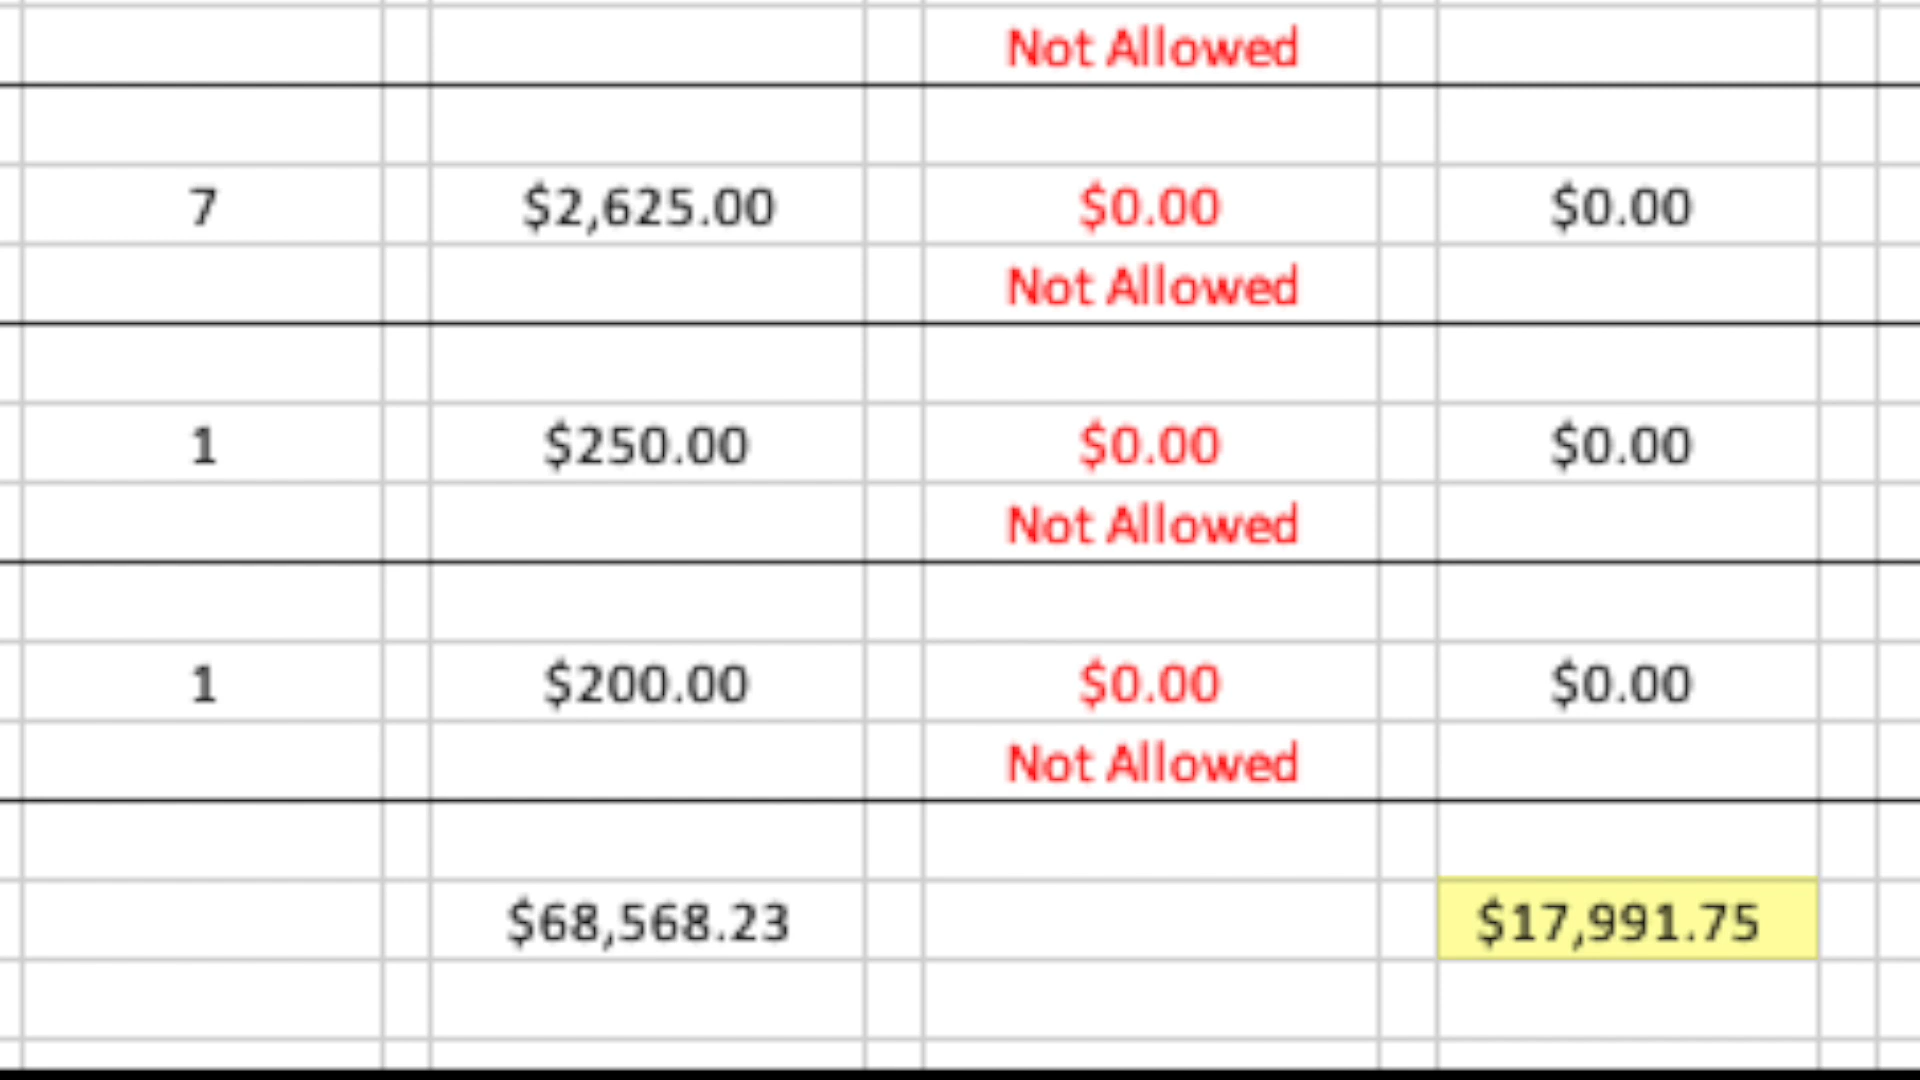 Not Allowed
7 $2,625.00 $0.00 $0.00
Not Allowed
1 $250.00 $0.00 $0.00
Not Allowed
1 $200.00 $0.00 $0.00
Not Allowed
$68,568.23 $17,991.75